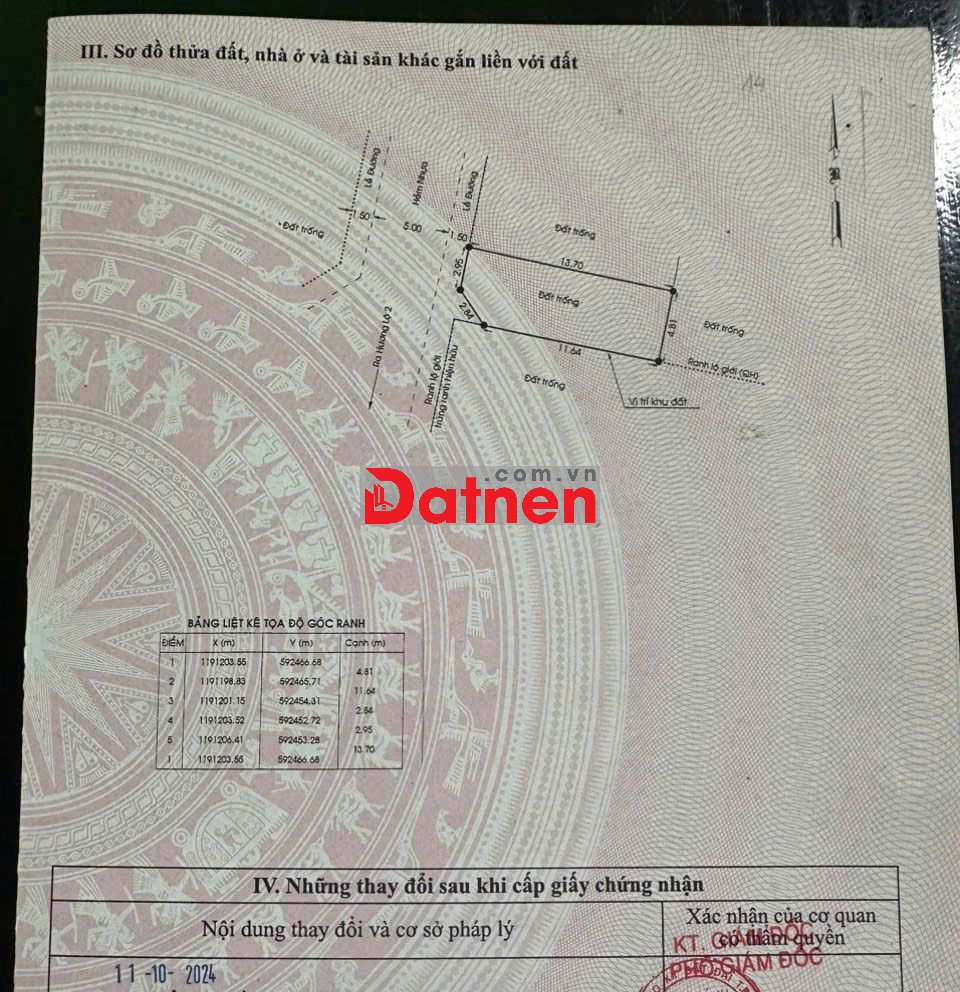 III. Sơ đồ thửa đất, nhà ở và tài sản khác gắn liền với đất
Lề Đường
Hẻm Nhựa
Lề Đường
Đất trống
1.50
5.00
1.50
Đất trống
2.95
13.70
Đất trống
4.81
Đất trống
2.84
Ra Hương Lộ 2
Ranh lộ giới
trùng ranh hiện hữu
11.64
Đất trống
Ranh lộ giới (QH)
Vị trí khu đất
.com.vn
Datnen
BẢNG LIỆT KÊ TỌA ĐỘ GÓC RANH
ĐIỂM X (m) Y (m) Cạnh (m)
1 1191203.55 592466.68
4.81
2 1191198.83 592465.71
11.64
3 1191201.15 592454.31
2.84
4 1191203.52 592452.72
2.95
5 1191206.41 592453.28
13.70
1 1191203.55 592466.68
IV. Những thay đổi sau khi cấp giấy chứng nhận
Nội dung thay đổi và cơ sở pháp lý
Xác nhận của cơ quan
có thẩm quyền
KT. GIÁM ĐỐC
PHÓ GIÁM ĐỐC
11-10-2024